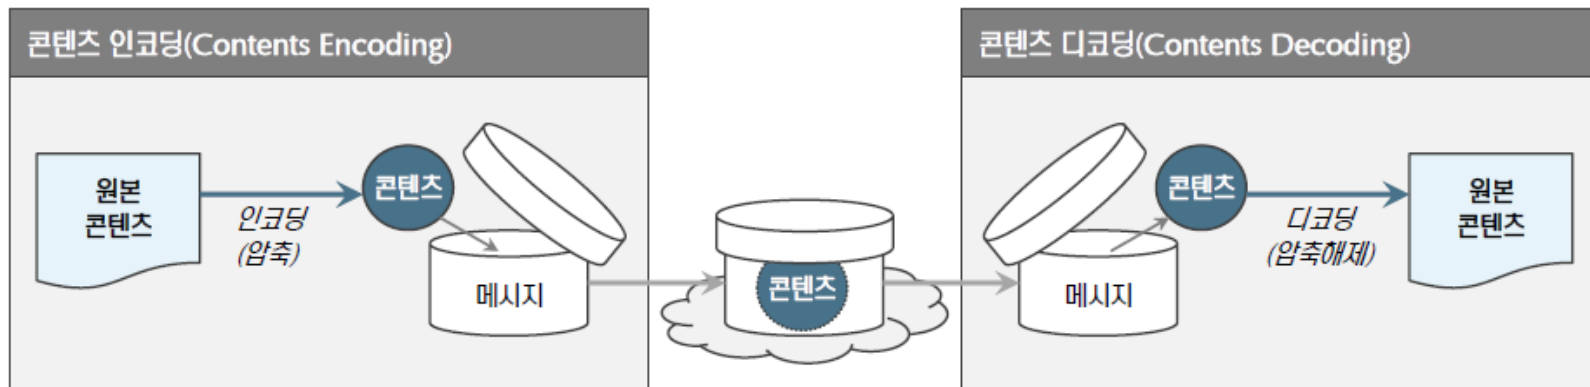 콘텐츠 인코딩(Contents Encoding)
원본
콘텐츠
인코딩
(압축)
콘텐츠
메시지
콘텐츠
콘텐츠 디코딩(Contents Decoding)
메시지
콘텐츠
디코딩
(압축해제)
원본
콘텐츠